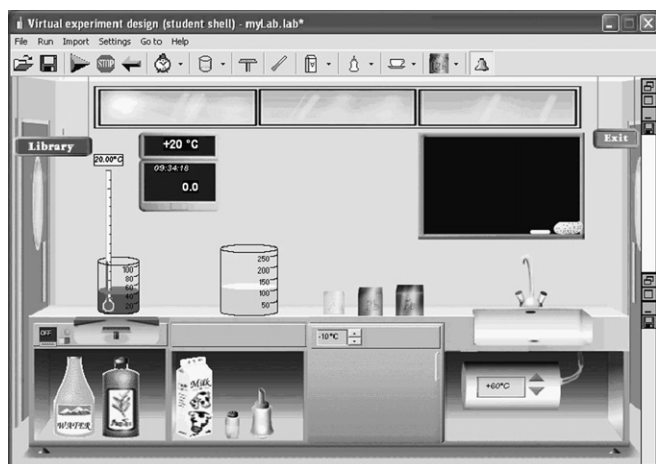 Virtual experiment design (student shell) - myLab.lab*
File Run Import Settings Go to Help
STOP
Library
Exit
+20 °C
20.00°C
09:34:18
0.0
250
200
150
100
50
100
80
60
40
20
OFF
-10°C
+60°C
Milk
WATER